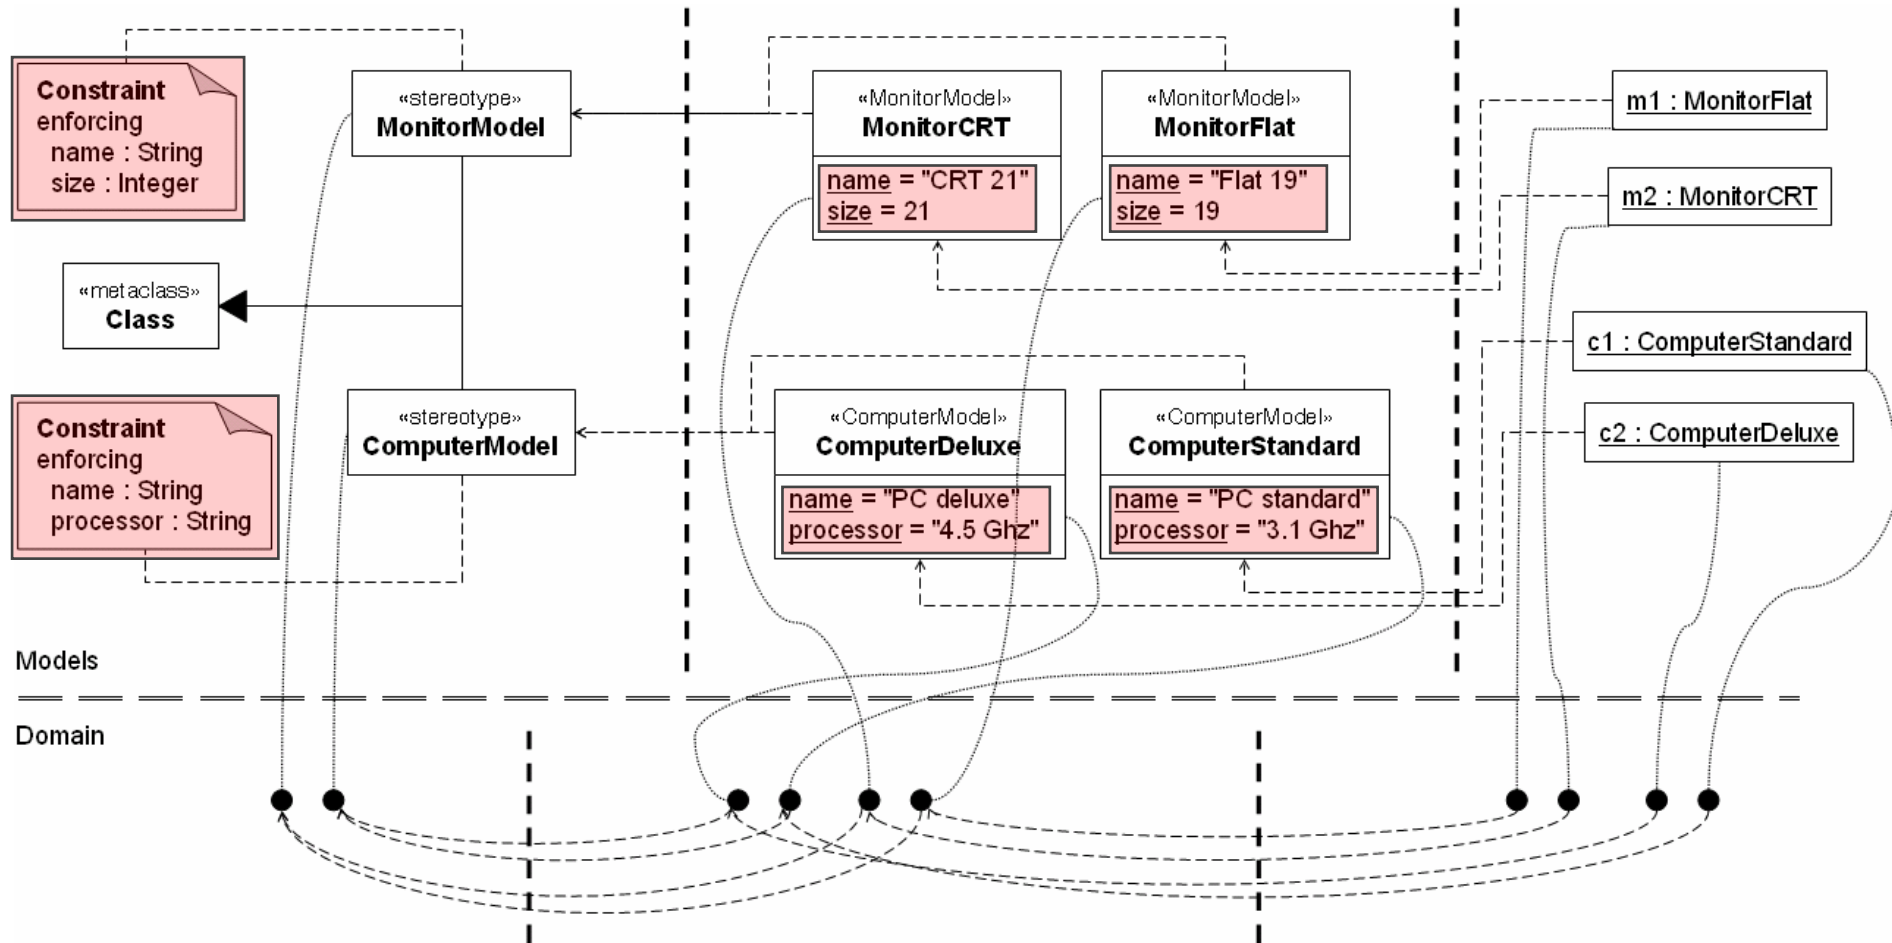 Constraint
enforcing
name : String
size : Integer
«stereotype»
MonitorModel
«metaclass»
Class
Constraint
enforcing
name : String
processor : String
«stereotype»
ComputerModel
«MonitorModel»
MonitorCRT
name = "CRT 21"
size = 21
«MonitorModel»
MonitorFlat
name = "Flat 19"
size = 19
«ComputerModel»
ComputerDeluxe
name = "PC deluxe"
processor = "4.5 Ghz"
«ComputerModel»
ComputerStandard
name = "PC standard"
processor = "3.1 Ghz"
m1 : MonitorFlat
m2 : MonitorCRT
c1 : ComputerStandard
c2 : ComputerDeluxe
Models
Domain